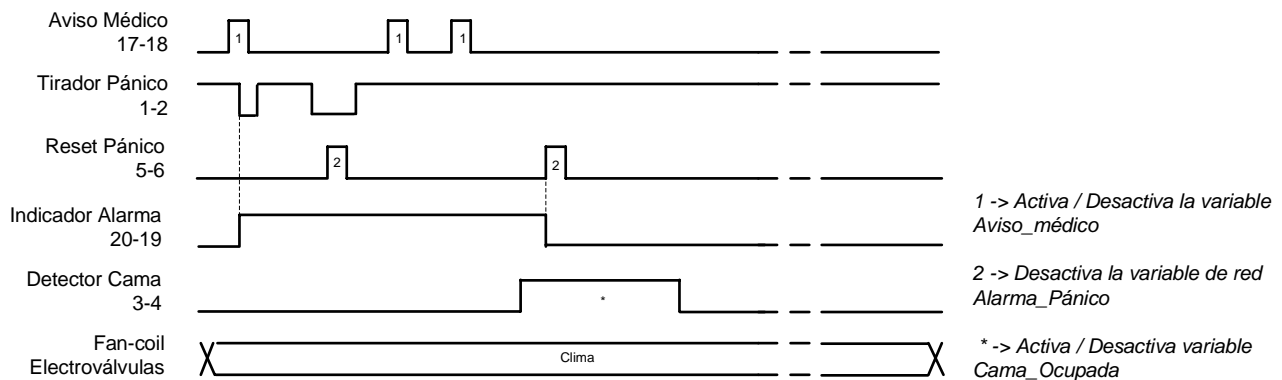 Aviso Médico
17-18
1
1
1
Tirador Pánico
1-2
Reset Pánico
5-6
2
2
Indicador Alarma
20-19
1 -> Activa / Desactiva la variable
Aviso_médico
Detector Cama
3-4
*
2 -> Desactiva la variable de red
Alarma_Pánico
Fan-coil
Electroválvulas
Clima
* -> Activa / Desactiva variable
Cama_Ocupada